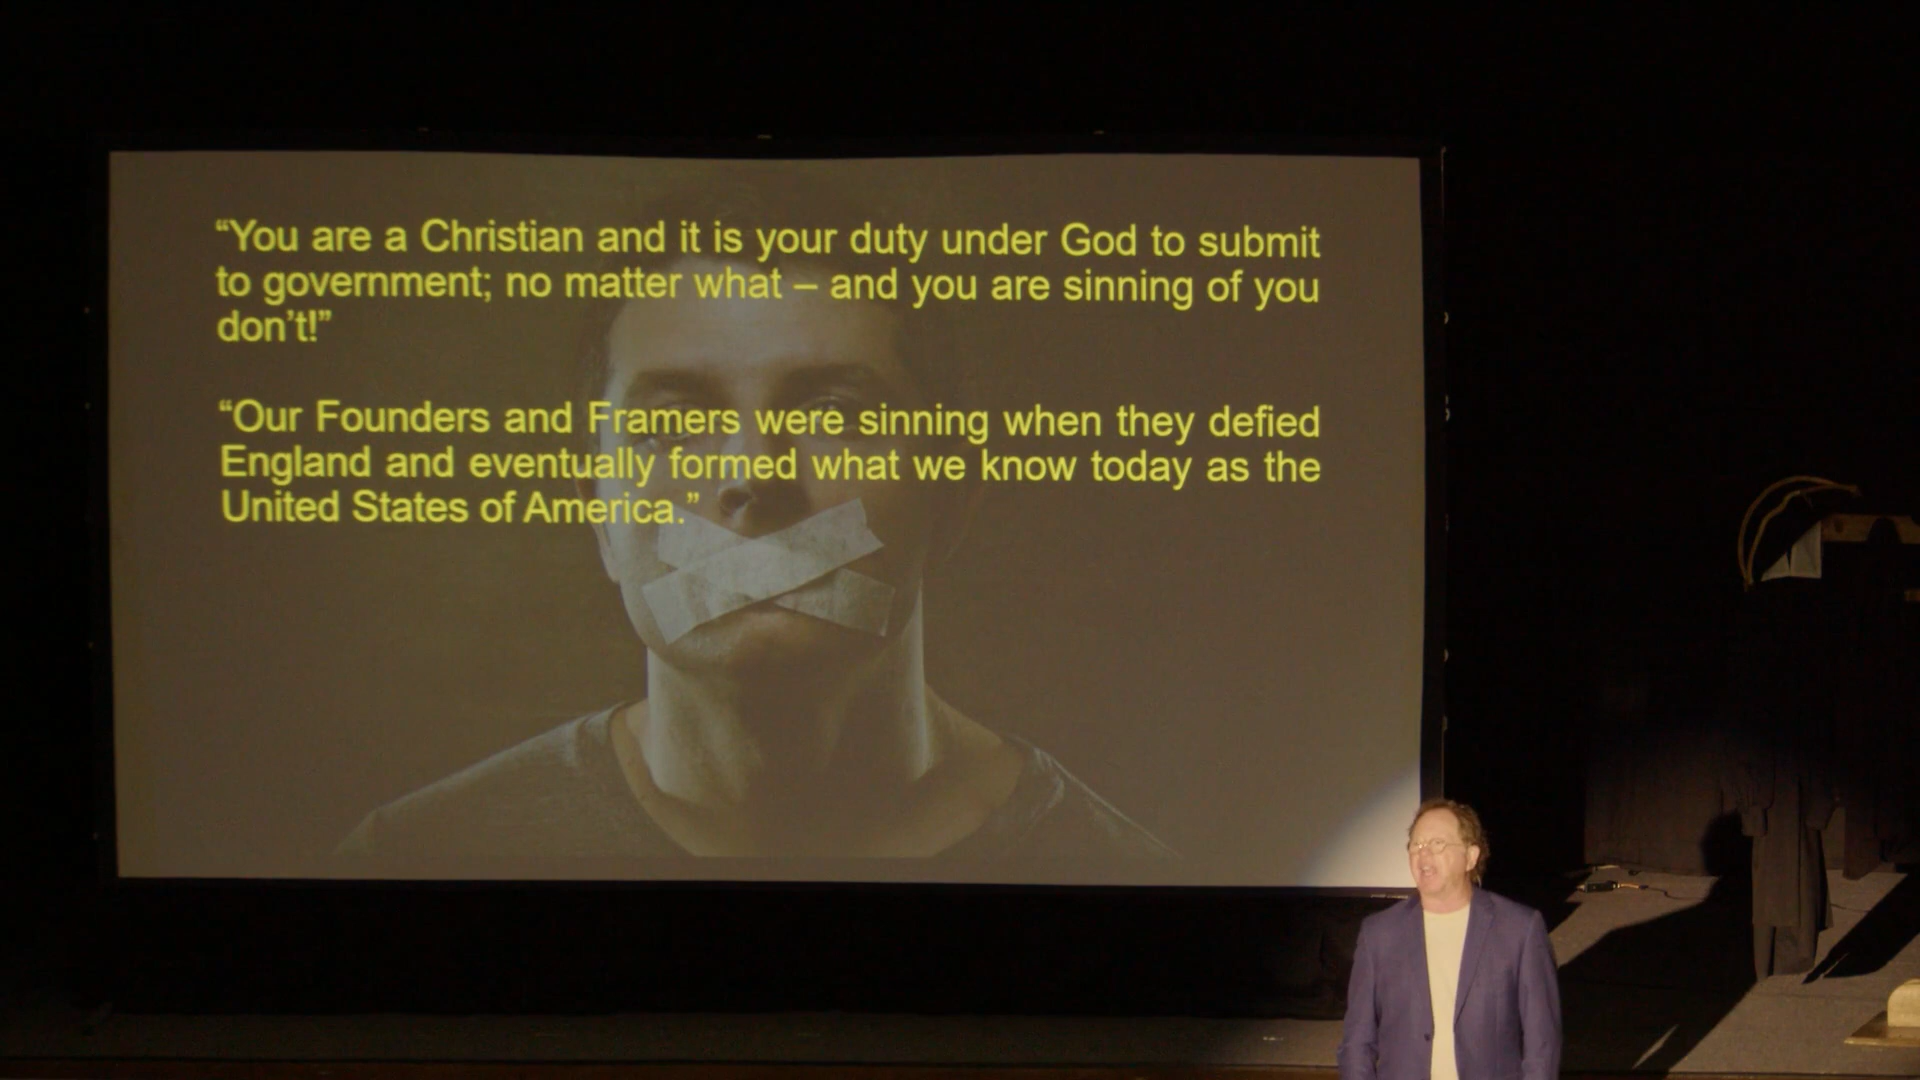 “You are a Christian and it is your duty under God to submit
to government; no matter what – and you are sinning of you
don’t!”
“Our Founders and Framers were sinning when they defied
England and eventually formed what we know today as the
United States of America.”